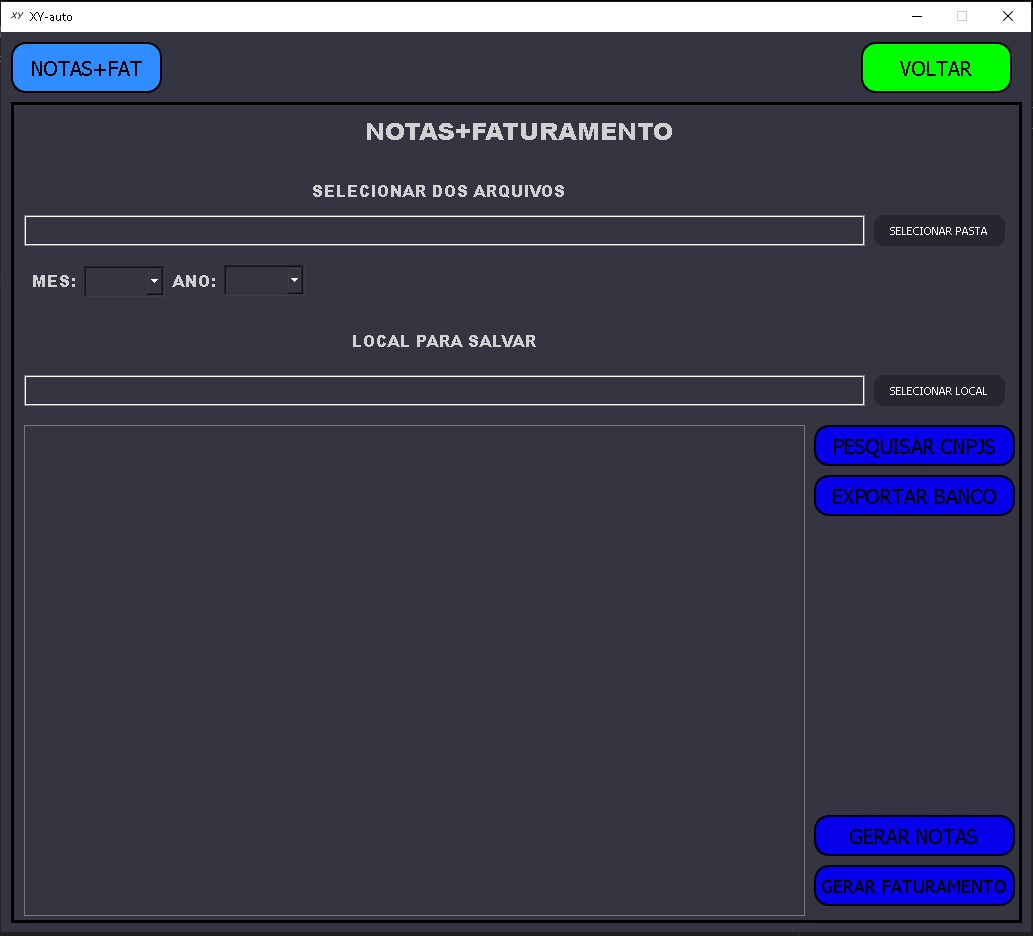 XY XY-auto
NOTAS+FAT
VOLTAR
NOTAS+FATURAMENTO
SELECIONAR DOS ARQUIVOS
SELECIONAR PASTA
MES:
ANO:
LOCAL PARA SALVAR
SELECIONAR LOCAL
PESQUISAR CNPJS
EXPORTAR BANCO
GERAR NOTAS
GERAR FATURAMENTO